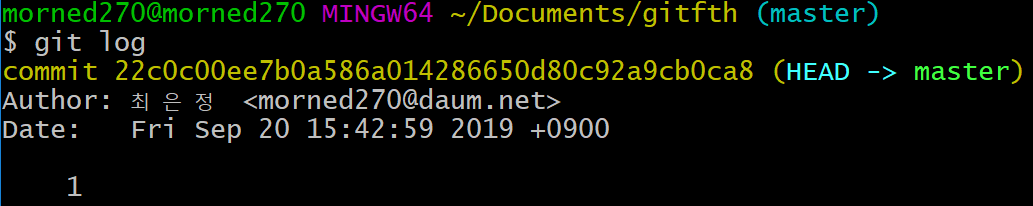 morned270@morned270 MINGW64 ~/Documents/gitfth (master)
$ git log
commit 22c0c00ee7b0a586a014286650d80c92a9cb0ca8 (HEAD -> master)
Author: 최은정 <morned270@daum.net>
Date:   Fri Sep 20 15:42:59 2019 +0900
1